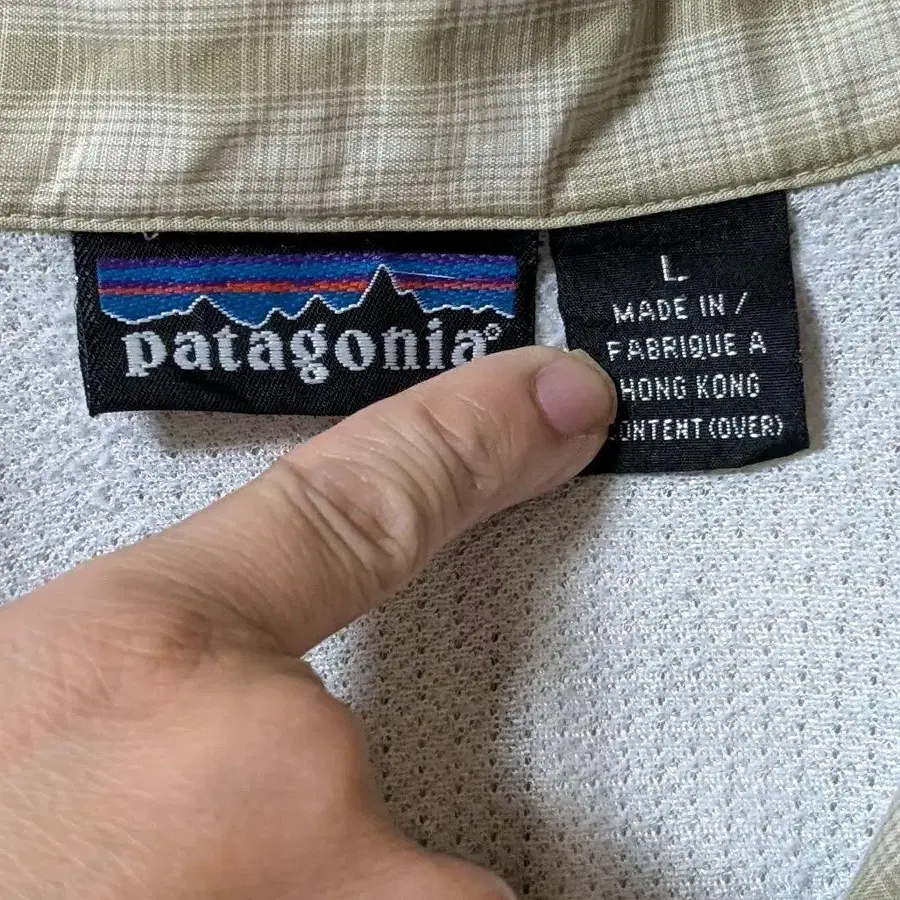 patagonia®
L
MADE IN /
FABRIQUE A
HONG KONG
CONTENT (OVER)